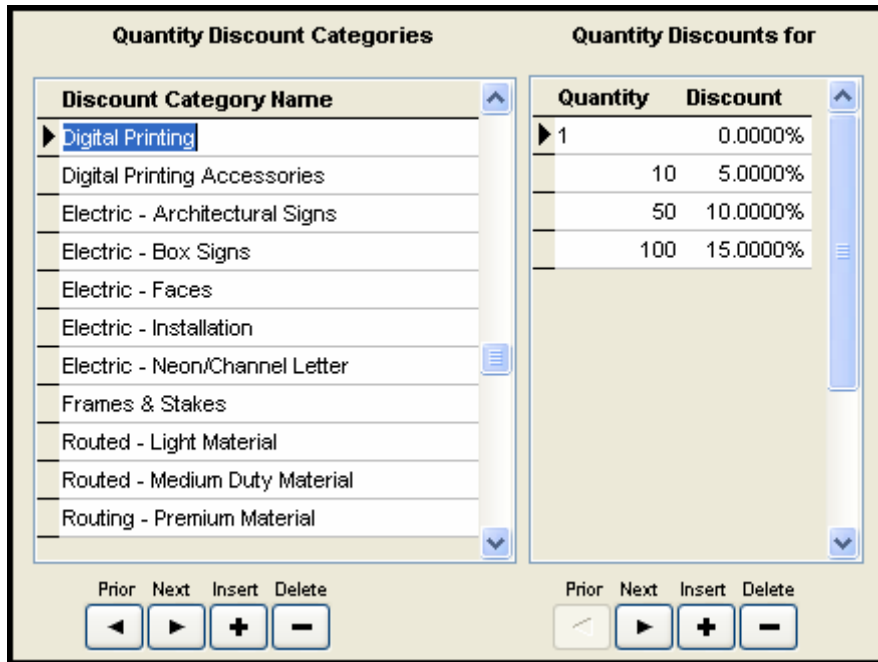 Quantity Discount Categories
Discount Category Name
Digital Printing
Digital Printing Accessories
Electric - Architectural Signs
Electric - Box Signs
Electric - Faces
Electric - Installation
Electric - Neon/Channel Letter
Frames & Stakes
Routed - Light Material
Routed - Medium Duty Material
Routing - Premium Material
Prior Next Insert Delete
Quantity Discounts for
Quantity Discount
1 0.0000%
10 5.0000%
50 10.0000%
100 15.0000%
Prior Next Insert Delete